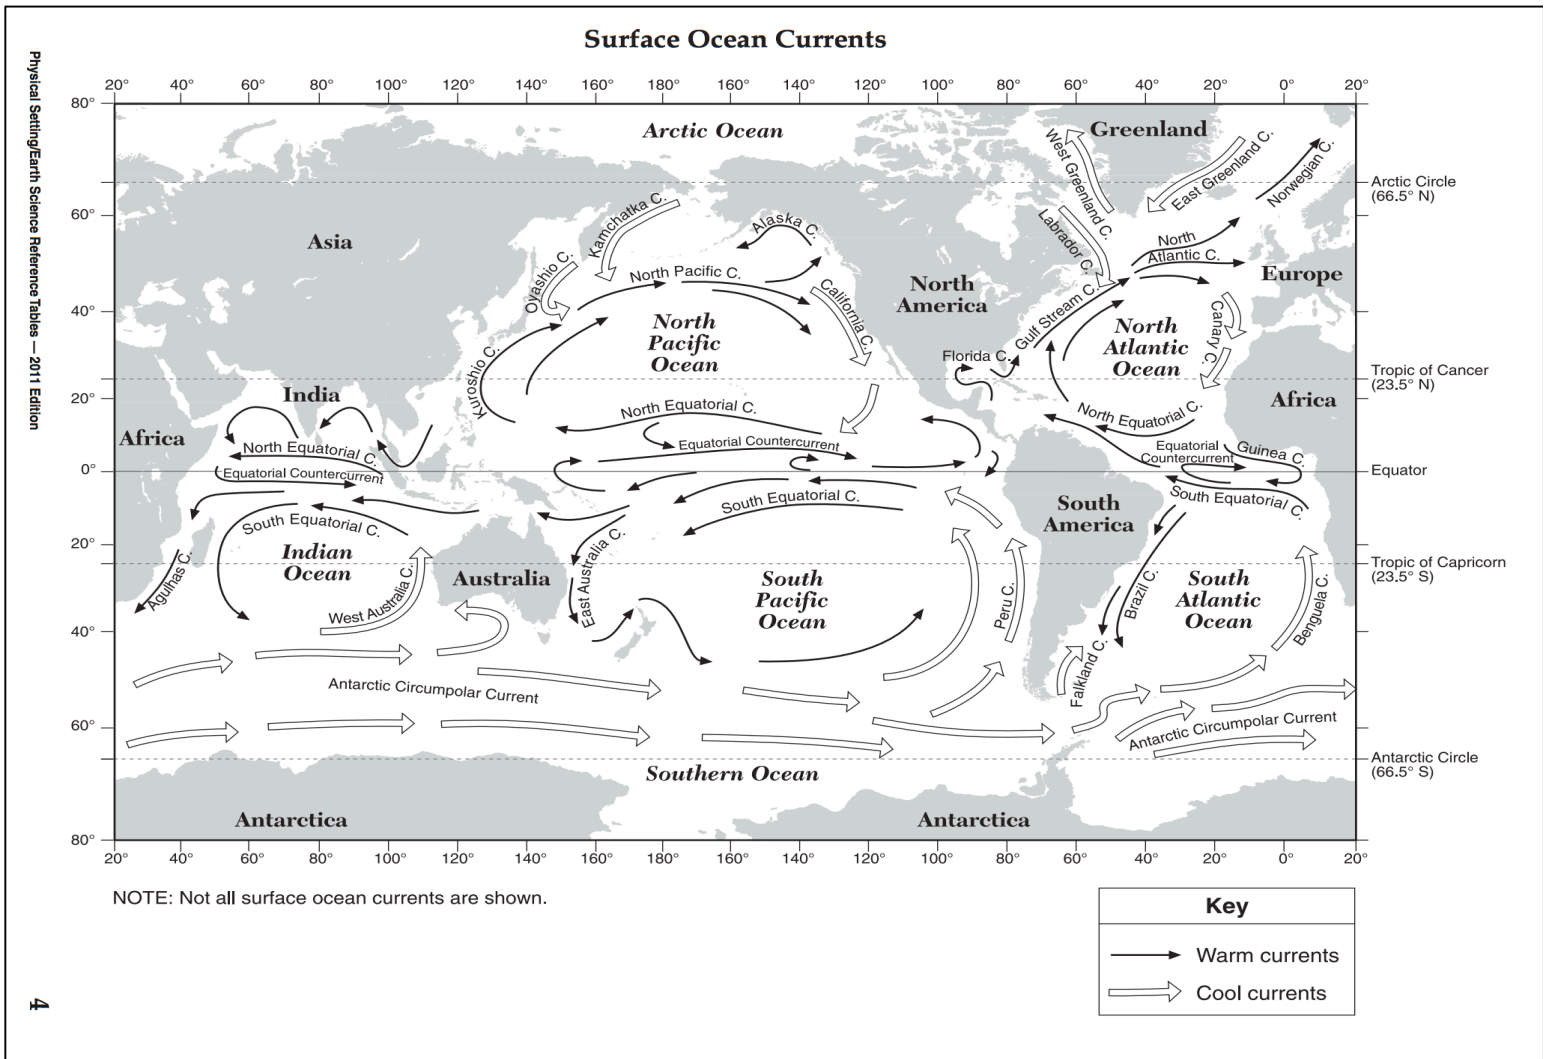 Surface Ocean Currents
Physical Setting/Earth Science Reference Tables — 2011 Edition
20° 40° 60° 80° 100° 120° 140° 160° 180° 160° 140° 120° 100° 80° 60° 40° 20° 0° 20°
80°
60°
40°
20°
0°
20°
40°
60°
80°
Arctic Ocean
Greenland
West Greenland C.
East Greenland C.
Norwegian C.
Arctic Circle
(66.5° N)
Asia
Kamchatka C.
Oyashio C.
Alaska C.
North Pacific C.
California C.
North
America
Labrador C.
North
Atlantic C.
Europe
Gulf Stream C.
Florida C.
Canary C.
North
Pacific
Ocean
North
Atlantic
Ocean
Kuroshio C.
Tropic of Cancer
(23.5° N)
India
Africa
Africa
North Equatorial C.
North Equatorial C.
North Equatorial C.
Equatorial Countercurrent
Equatorial Countercurrent
Equatorial
Countercurrent
Guinea C.
Equator
South Equatorial C.
South Equatorial C.
South Equatorial C.
South
America
Indian
Ocean
Agulhas C.
West Australia C.
Australia
East Australia C.
South
Pacific
Ocean
Peru C.
Brazil C.
South
Atlantic
Ocean
Benguela C.
Tropic of Capricorn
(23.5° S)
Falkland C.
Antarctic Circumpolar Current
Antarctic Circumpolar Current
Southern Ocean
Antarctic Circle
(66.5° S)
Antarctica
Antarctica
20° 40° 60° 80° 100° 120° 140° 160° 180° 160° 140° 120° 100° 80° 60° 40° 20° 0° 20°
NOTE: Not all surface ocean currents are shown.
Key
Warm currents
Cool currents
4